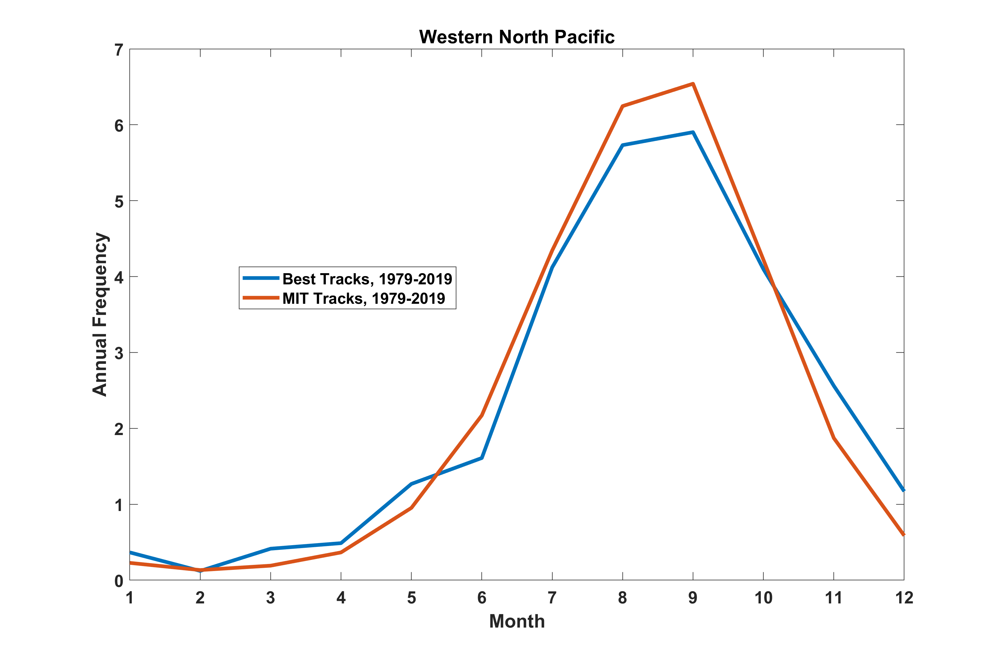 Western North Pacific
7
6
5
4
3
2
1
0
Annual Frequency
Best Tracks, 1979-2019
MIT Tracks, 1979-2019
1 2 3 4 5 6 7 8 9 10 11 12
Month